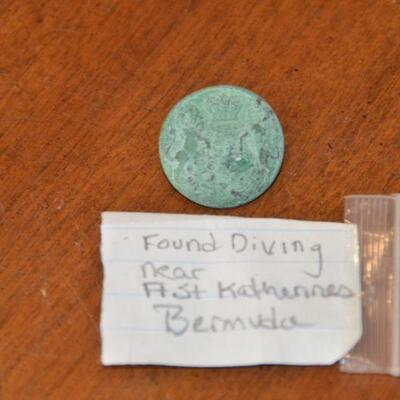 Found Diving
near
Ft St Katherines
Bermuda